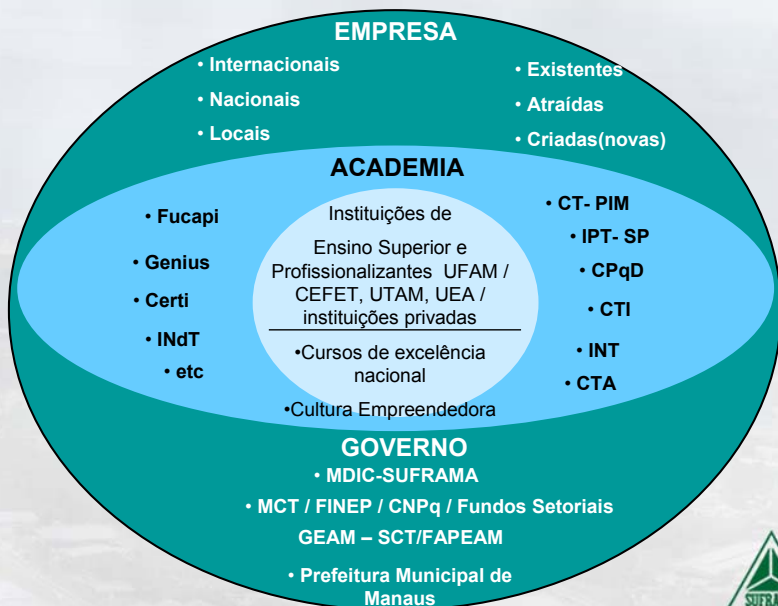 EMPRESA
• Internacionais
• Nacionais
• Locais
• Existentes
• Atraídas
• Criadas(novas)
ACADEMIA
• Fucapi
• Genius
• Certi
• INdT
• etc
Instituições de
Ensino Superior e
Profissionalizantes UFAM /
CEFET, UTAM, UEA /
instituições privadas
•Cursos de excelência
nacional
•Cultura Empreendedora
• CT- PIM
• IPT- SP
• CPqD
• CTI
• INT
• CTA
GOVERNO
• MDIC-SUFRAMA
• MCT / FINEP / CNPq / Fundos Setoriais
GEAM – SCT/FAPEAM
• Prefeitura Municipal de
Manaus